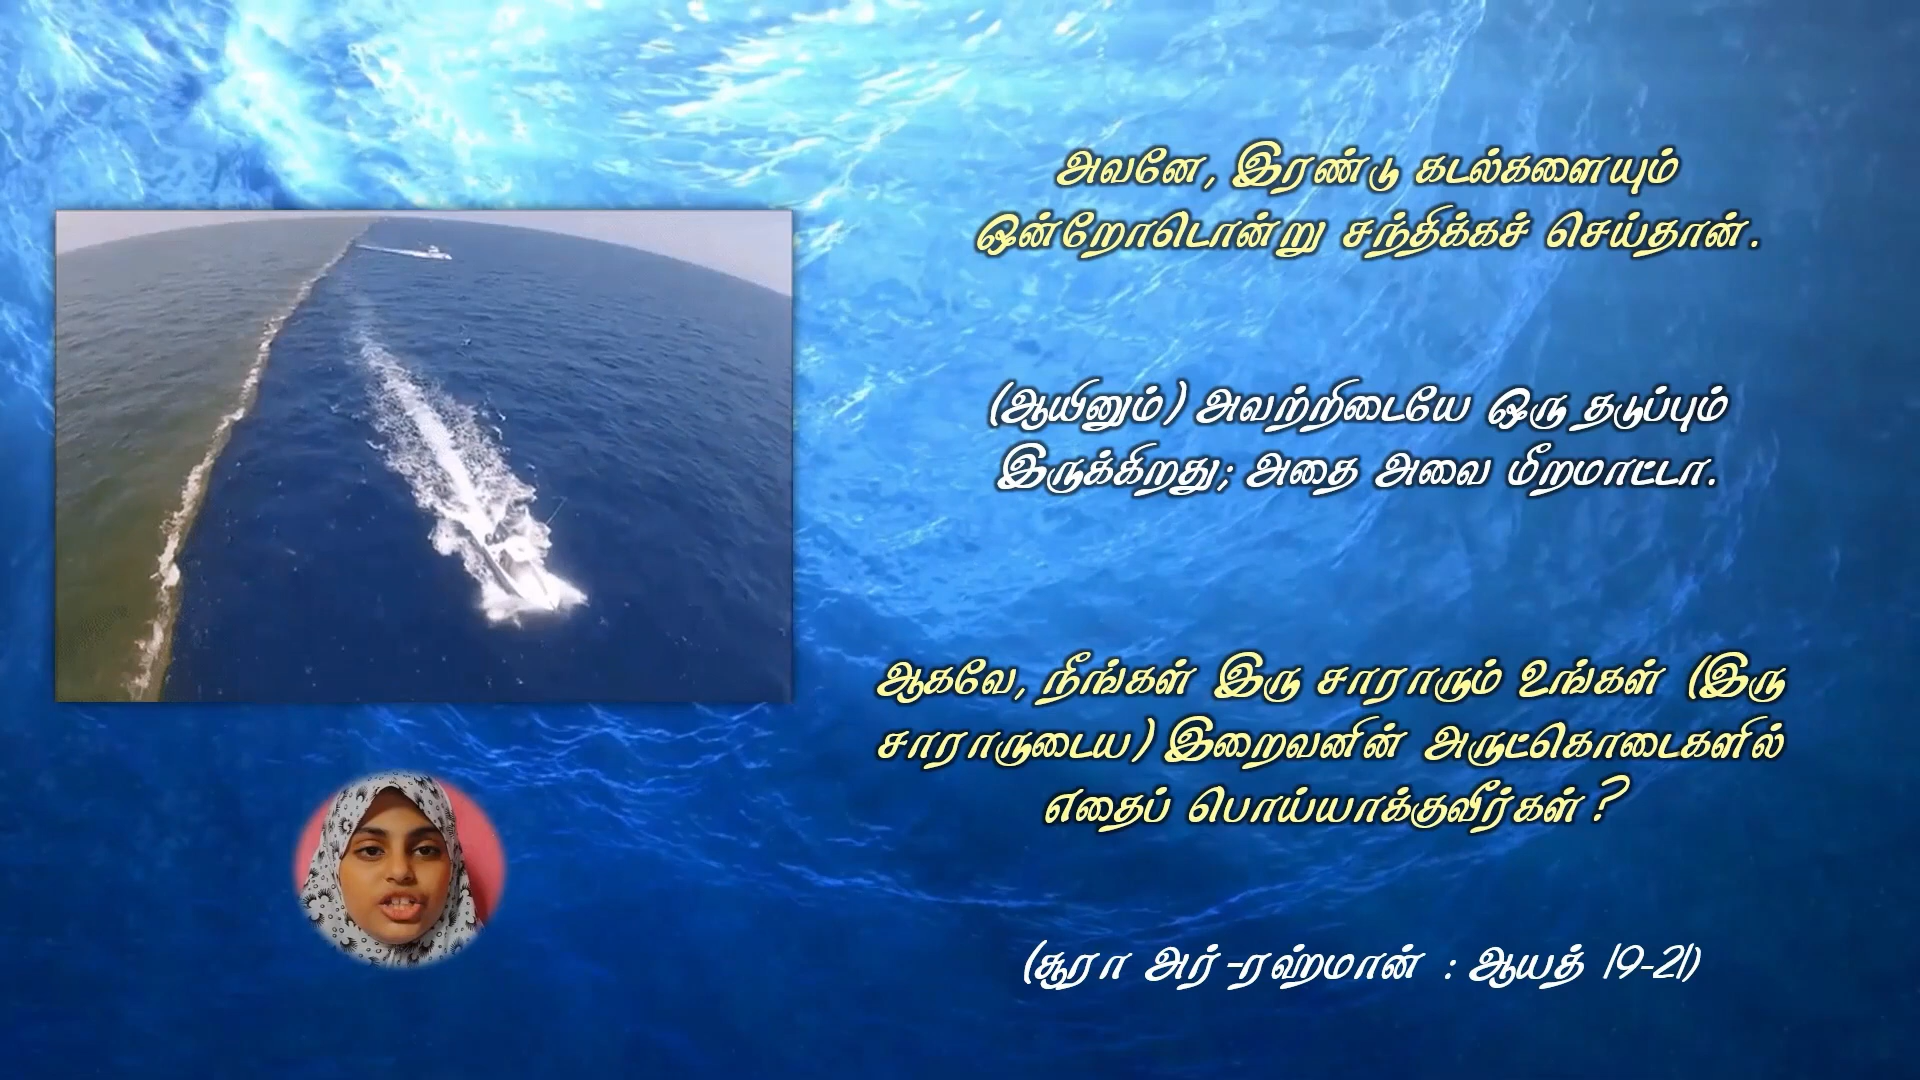 அவனே, இரண்டு கடல்களையும்
ஒன்றோடொன்று சந்திக்கச் செய்தான்.
(ஆயினும்) அவற்றிடையே ஒரு தடுப்பும்
இருக்கிறது; அதை அவை மீறமாட்டா.
ஆகவே, நீங்கள் இரு சாராரும் உங்கள் (இரு
சாராருடைய) இறைவனின் அருட்கொடைகளில்
எதைப் பொய்யாக்குவீர்கள்?
(சூரா அர்-ரஹ்மான் : ஆயத் 19-21)